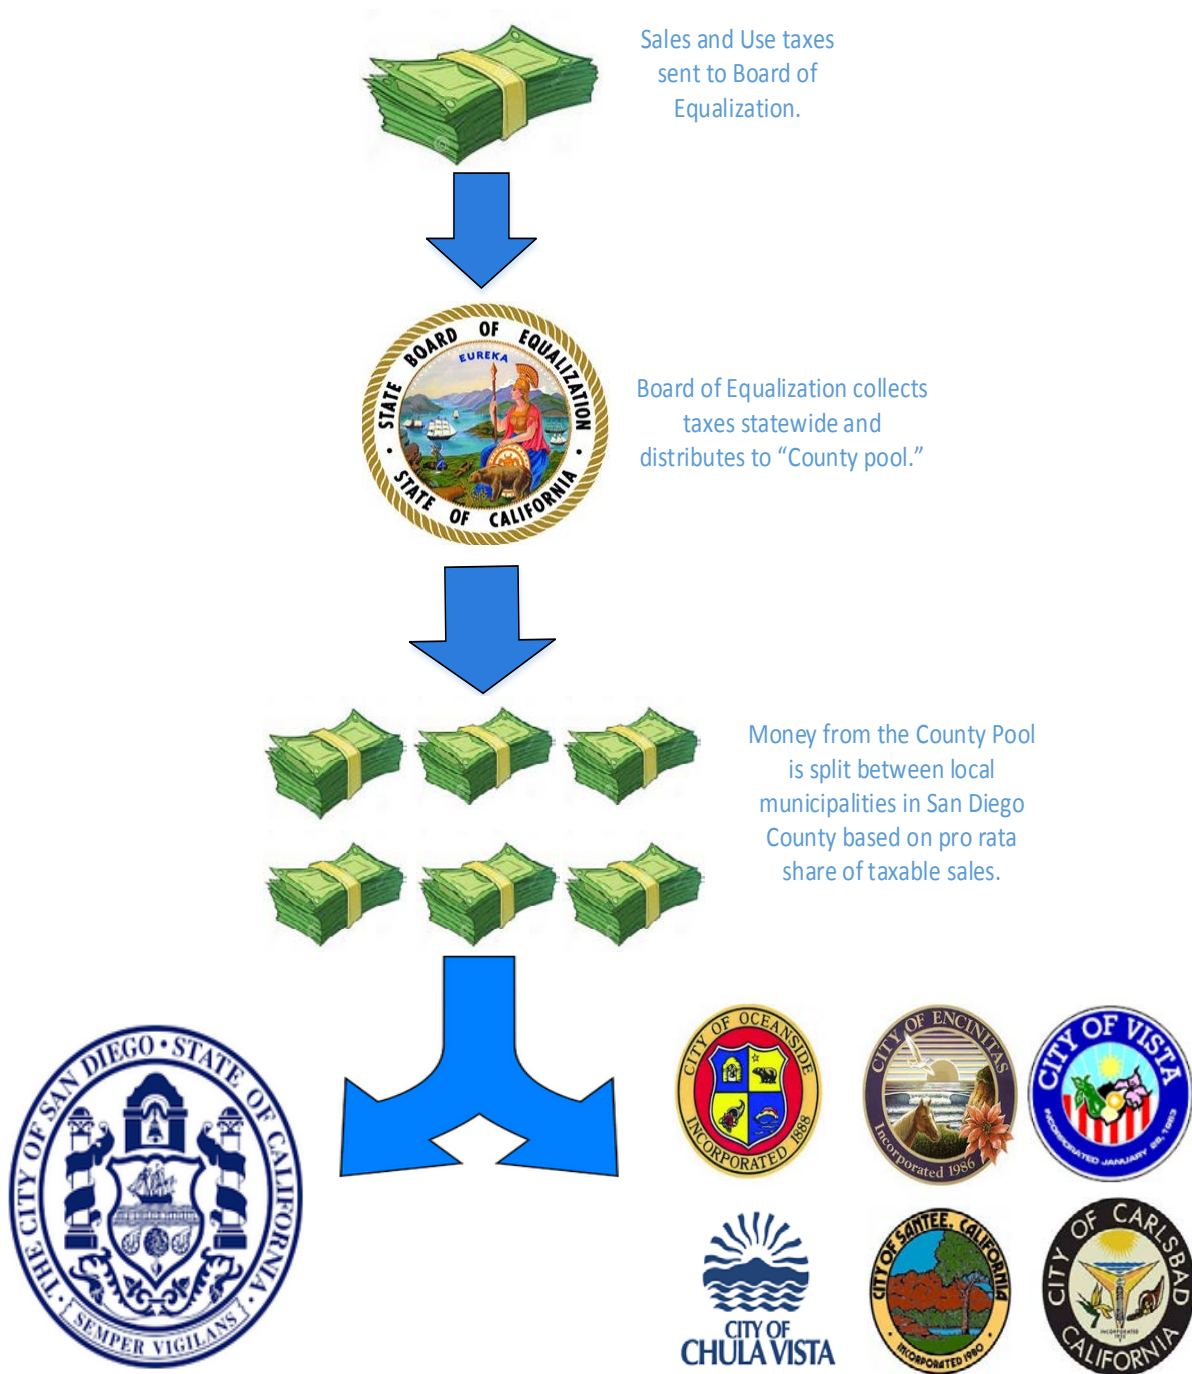 Sales and Use taxes
sent to Board of
Equalization.
STATE BOARD OF EQUALIZATION
EUREKA
STATE OF CALIFORNIA
Board of Equalization collects
taxes statewide and
distributes to “County pool.”
Money from the County Pool
is split between local
municipalities in San Diego
County based on pro rata
share of taxable sales.
THE CITY OF SAN DIEGO · STATE OF CALIFORNIA
SEMPER VIGILANS
CITY OF OCEANSIDE
INCORPORATED 1888
CITY OF ENCINITAS
Incorporated 1986
CITY OF VISTA
INCORPORATED JANUARY 28, 1963
CITY OF
CHULA VISTA
CITY OF SANTEE, CALIFORNIA
INCORPORATED 1980
CITY OF CARLSBAD
CALIFORNIA